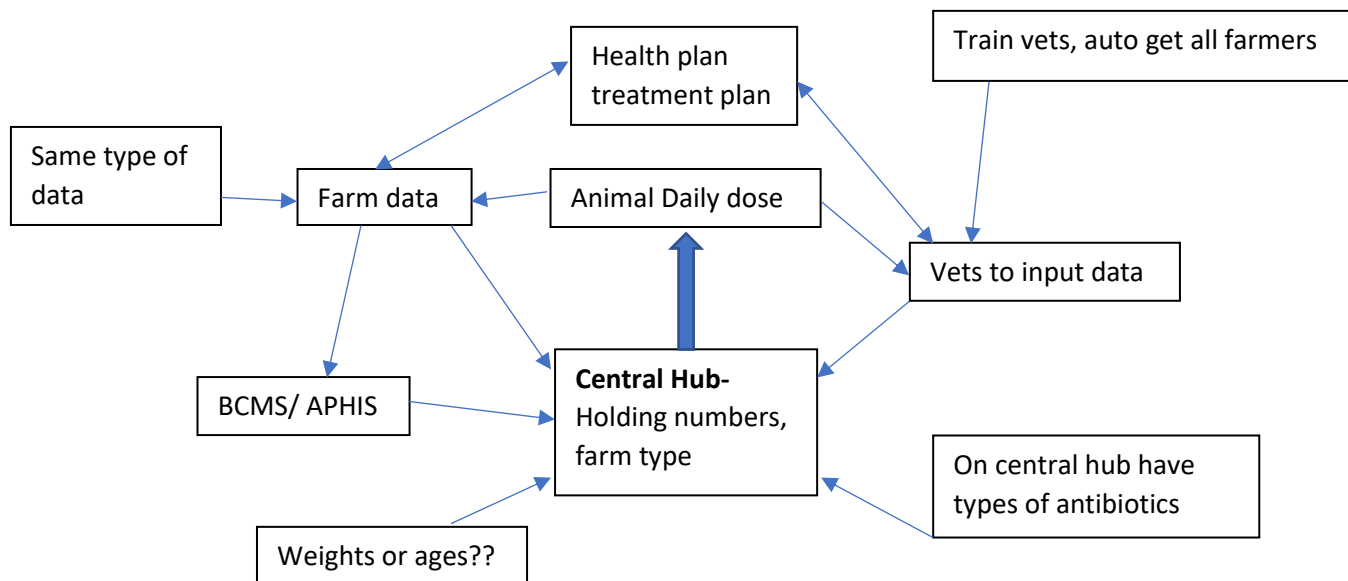 Train vets, auto get all farmers
Health plan
treatment plan
Same type of
data
Farm data
Animal Daily dose
Vets to input data
BCMS/ APHIS
Central Hub-
Holding numbers,
farm type
On central hub have
types of antibiotics
Weights or ages??